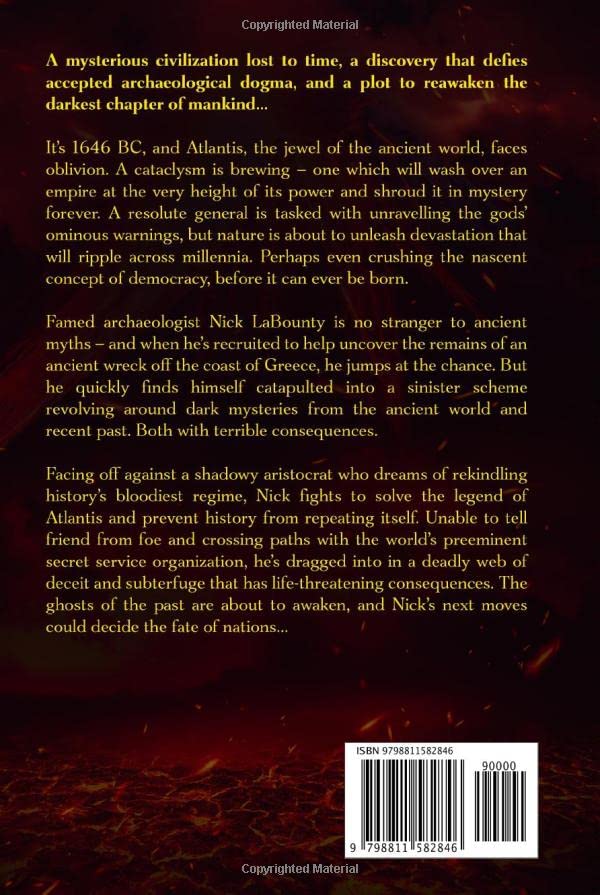 Copyrighted Material
A mysterious civilization lost to time, a discovery that defies
accepted archaeological dogma, and a plot to reawaken the
darkest chapter of mankind...
It's 1646 BC, and Atlantis, the jewel of the ancient world, faces
oblivion. A cataclysm is brewing – one which will wash over an
empire at the very height of its power and shroud it in mystery
forever. A resolute general is tasked with unravelling the gods'
ominous warnings, but nature is about to unleash devastation that
will ripple across millennia. Perhaps even crushing the nascent
concept of democracy, before it can ever be born.
Famed archaeologist Nick LaBounty is no stranger to ancient
myths – and when he's recruited to help uncover the remains of an
ancient wreck off the coast of Greece, he jumps at the chance. But
he quickly finds himself catapulted into a sinister scheme
revolving around dark mysteries from the ancient world and
recent past. Both with terrible consequences.
Facing off against a shadowy aristocrat who dreams of rekindling
history's bloodiest regime, Nick fights to solve the legend of
Atlantis and prevent history from repeating itself. Unable to tell
friend from foe and crossing paths with the world's preeminent
secret service organization, he's dragged into in a deadly web of
deceit and subterfuge that has life-threatening consequences. The
ghosts of the past are about to awaken, and Nick's next moves
could decide the fate of nations...
ISBN 9798811582846
90000
9 798811 582846
Copyrighted Material